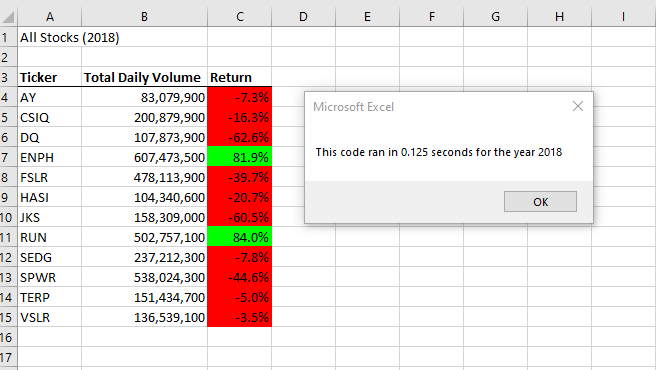 A B C D E F G H I
1 All Stocks (2018)
2
3 Ticker Total Daily Volume Return
4 AY 83,079,900 -7.3%
5 CSIQ 200,879,900 -16.3%
6 DQ 107,873,900 -62.6%
7 ENPH 607,473,500 81.9%
8 FSLR 478,113,900 -39.7%
9 HASI 104,340,600 -20.7%
10 JKS 158,309,000 -60.5%
11 RUN 502,757,100 84.0%
12 SEDG 237,212,300 -7.8%
13 SPWR 538,024,300 -44.6%
14 TERP 151,434,700 -5.0%
15 VSLR 136,539,100 -3.5%
16
17
Microsoft Excel
This code ran in 0.125 seconds for the year 2018
OK